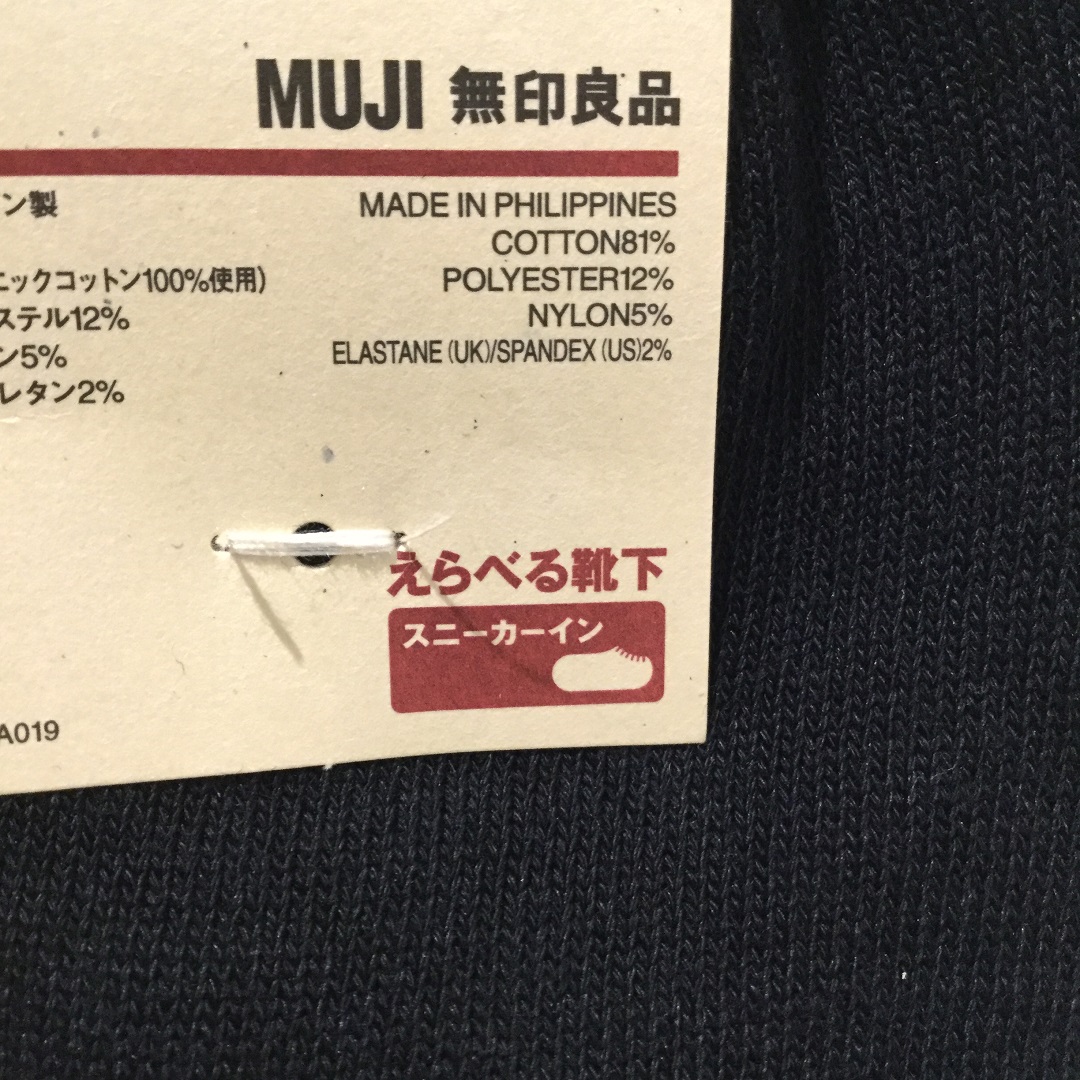 MUJI 無印良品
ン製
ニックコットン100%使用)
ステル12%
ン5%
レタン2%
MADE IN PHILIPPINES
COTTON81%
POLYESTER12%
NYLON5%
ELASTANE (UK)/SPANDEX (US)2%
えらべる靴下
スニーカーイン
A019